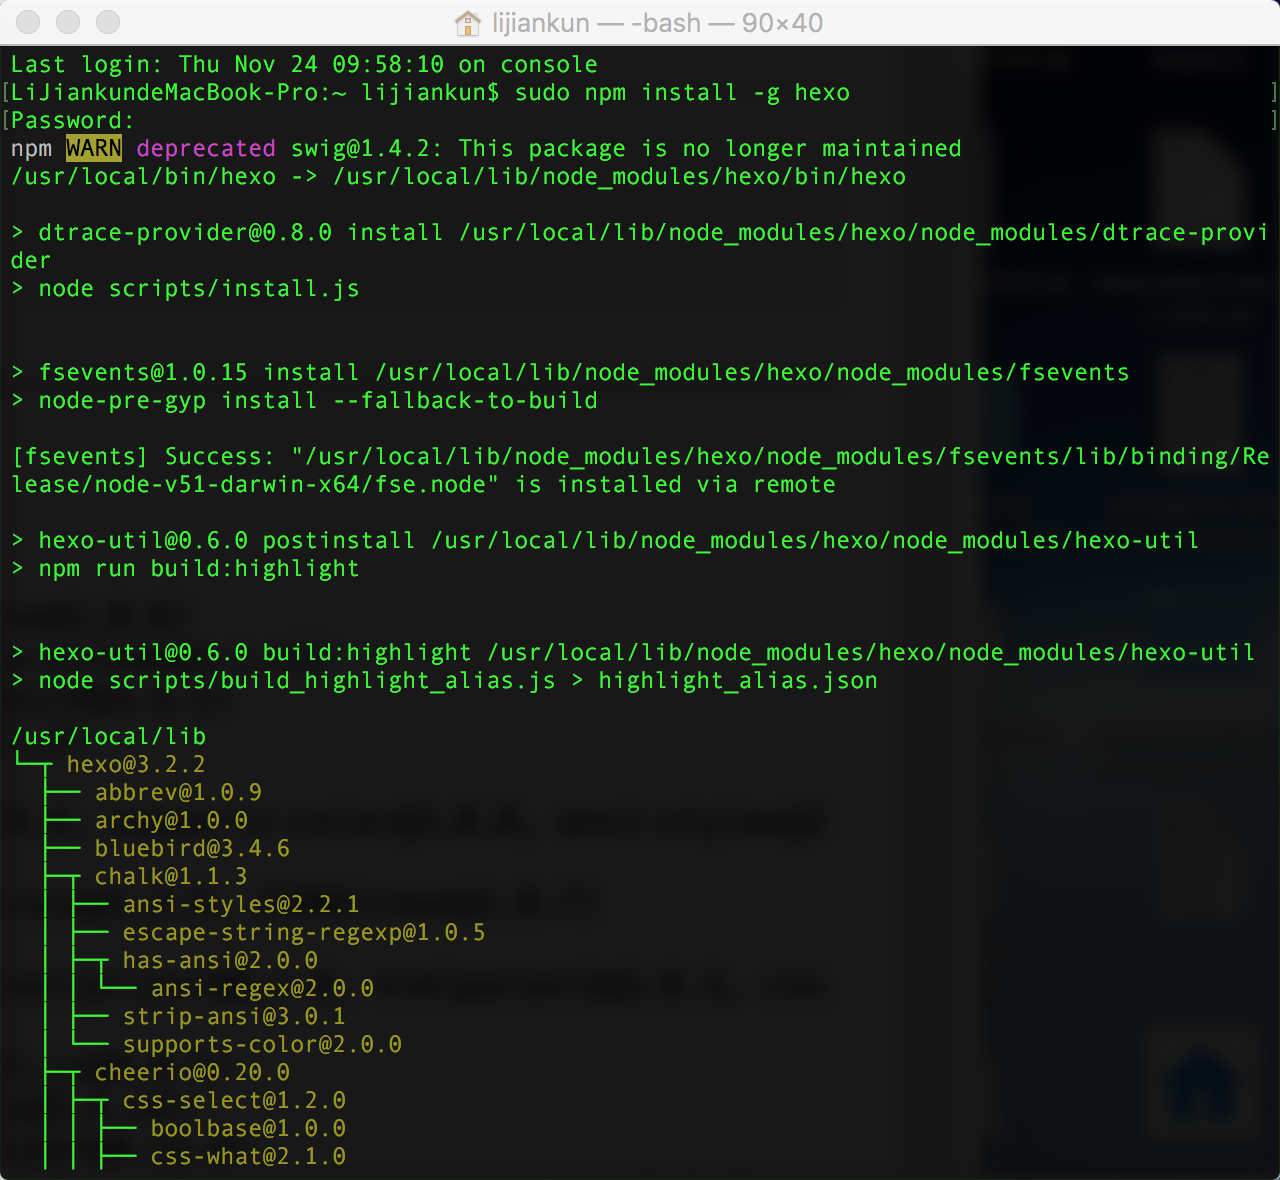 lijiankun — -bash — 90×40
Last login: Thu Nov 24 09:58:10 on console
[LiJiankundeMacBook-Pro:~ lijiankun$ sudo npm install -g hexo ]
[Password: ]
npm WARN deprecated swig@1.4.2: This package is no longer maintained
/usr/local/bin/hexo -> /usr/local/lib/node_modules/hexo/bin/hexo
> dtrace-provider@0.8.0 install /usr/local/lib/node_modules/hexo/node_modules/dtrace-provi
der
> node scripts/install.js
> fsevents@1.0.15 install /usr/local/lib/node_modules/hexo/node_modules/fsevents
> node-pre-gyp install --fallback-to-build
[fsevents] Success: "/usr/local/lib/node_modules/hexo/node_modules/fsevents/lib/binding/Re
lease/node-v51-darwin-x64/fse.node" is installed via remote
> hexo-util@0.6.0 postinstall /usr/local/lib/node_modules/hexo/node_modules/hexo-util
> npm run build:highlight
> hexo-util@0.6.0 build:highlight /usr/local/lib/node_modules/hexo/node_modules/hexo-util
> node scripts/build_highlight_alias.js > highlight_alias.json
/usr/local/lib
└─┬ hexo@3.2.2
  ├── abbrev@1.0.9
  ├── archy@1.0.0
  ├── bluebird@3.4.6
  ├─┬ chalk@1.1.3
  │ ├── ansi-styles@2.2.1
  │ ├── escape-string-regexp@1.0.5
  │ ├─┬ has-ansi@2.0.0
  │ │ └── ansi-regex@2.0.0
  │ ├── strip-ansi@3.0.1
  │ └── supports-color@2.0.0
  ├─┬ cheerio@0.20.0
  │ ├─┬ css-select@1.2.0
  │ │ ├── boolbase@1.0.0
  │ │ ├── css-what@2.1.0